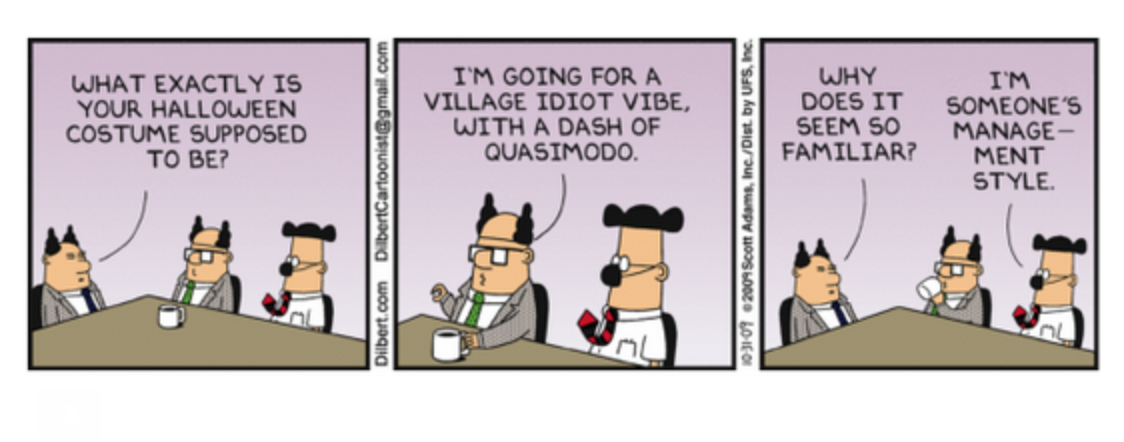 WHAT EXACTLY IS
YOUR HALLOWEEN
COSTUME SUPPOSED
TO BE?
Dilbert.com DilbertCartoonist@gmail.com
I'M GOING FOR A
VILLAGE IDIOT VIBE,
WITH A DASH OF
QUASIMODO.
10-31-09 ©2009 Scott Adams, Inc./Dist. by UFS, Inc.
WHY
DOES IT
SEEM SO
FAMILIAR?
I'M
SOMEONE'S
MANAGE—
MENT
STYLE.